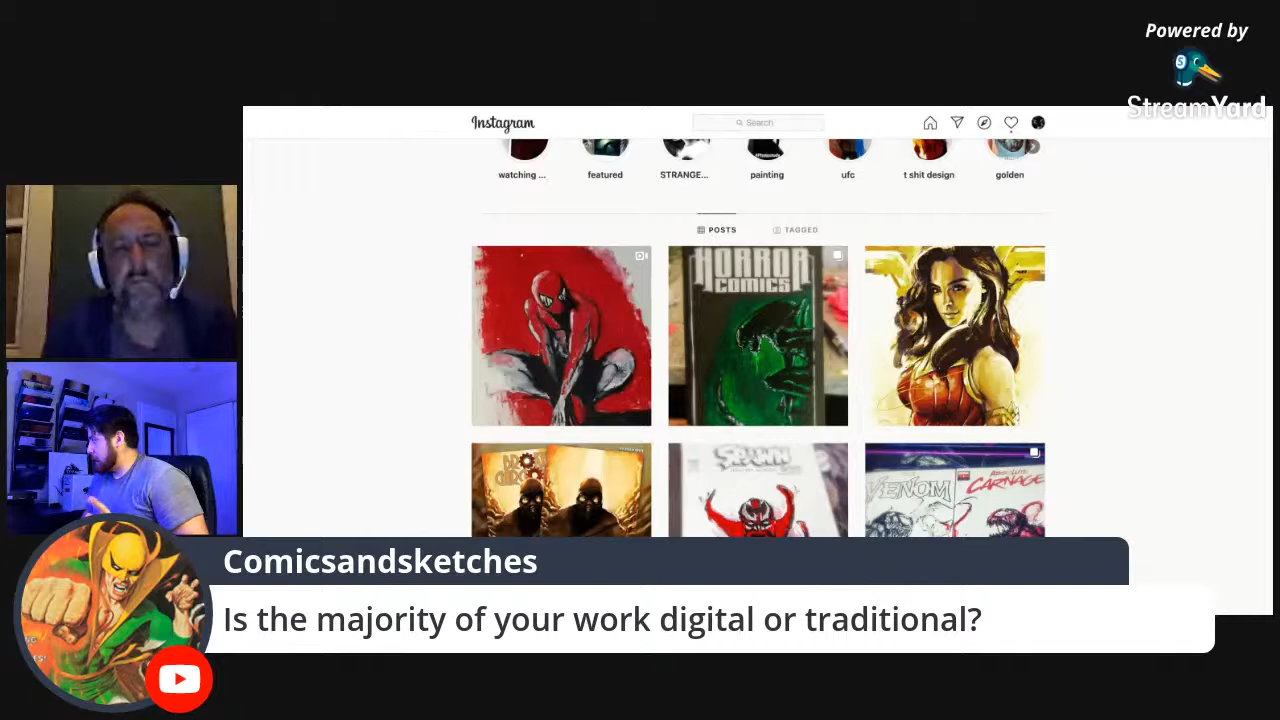 Powered by
StreamYard
Instagram
Search
watching ...
featured
STRANGE...
painting
ufc
t shit design
golden
POSTS
TAGGED
HORROR
COMICS
SPAWN
VENOM
ABSOLUTE
CARNAGE
Comicsandsketches
Is the majority of your work digital or traditional?